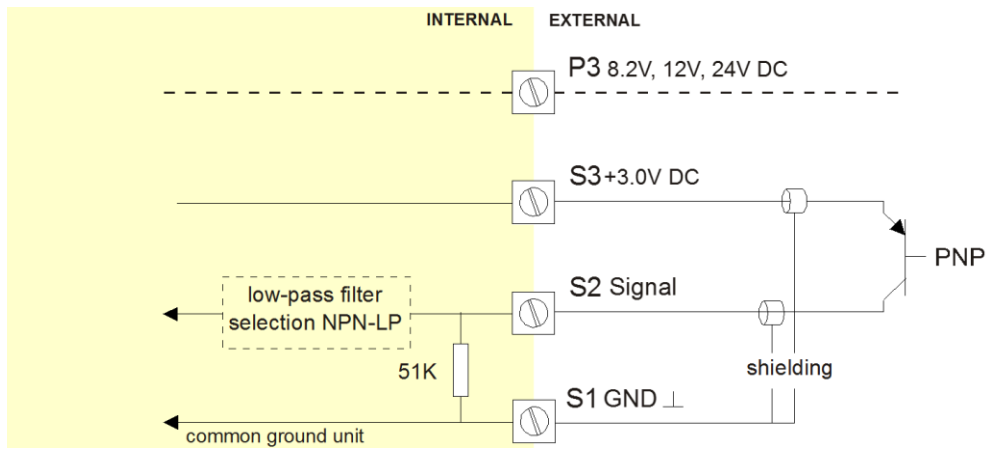 INTERNAL EXTERNAL
P3 8.2V, 12V, 24V DC
S3 +3.0V DC
PNP
S2 Signal
low-pass filter
selection NPN-LP
51K
shielding
S1 GND ⊥
common ground unit